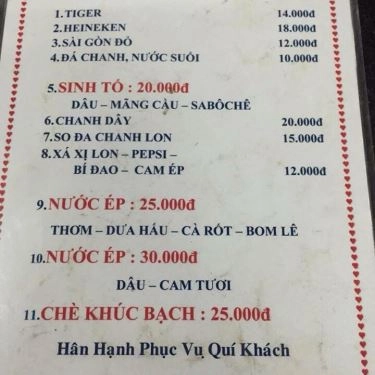 1.TIGER 14.000đ
2.HEINEKEN 18.000đ
3.SÀI GÒN ĐỎ 12.000đ
4.ĐÁ CHANH, NƯỚC SUỐI 10.000đ
5.SINH TỐ : 20.000đ
DÂU – MÃNG CẬU – SABÔCHÊ
6.CHANH DÂY 20.000đ
7.SO ĐA CHANH LON 15.000đ
8.XÁ XỊ LON – PEPSI –
BÍ ĐAO – CAM ÉP 12.000đ
9.NƯỚC ÉP : 25.000đ
THƠM – DƯA HẤU – CÀ RỐT – BOM LÊ
10.NƯỚC ÉP : 30.000đ
DẬU – CAM TƯƠI
11.CHÈ KHÚC BẠCH : 25.000đ
Hân Hạnh Phục Vụ Quí Khách